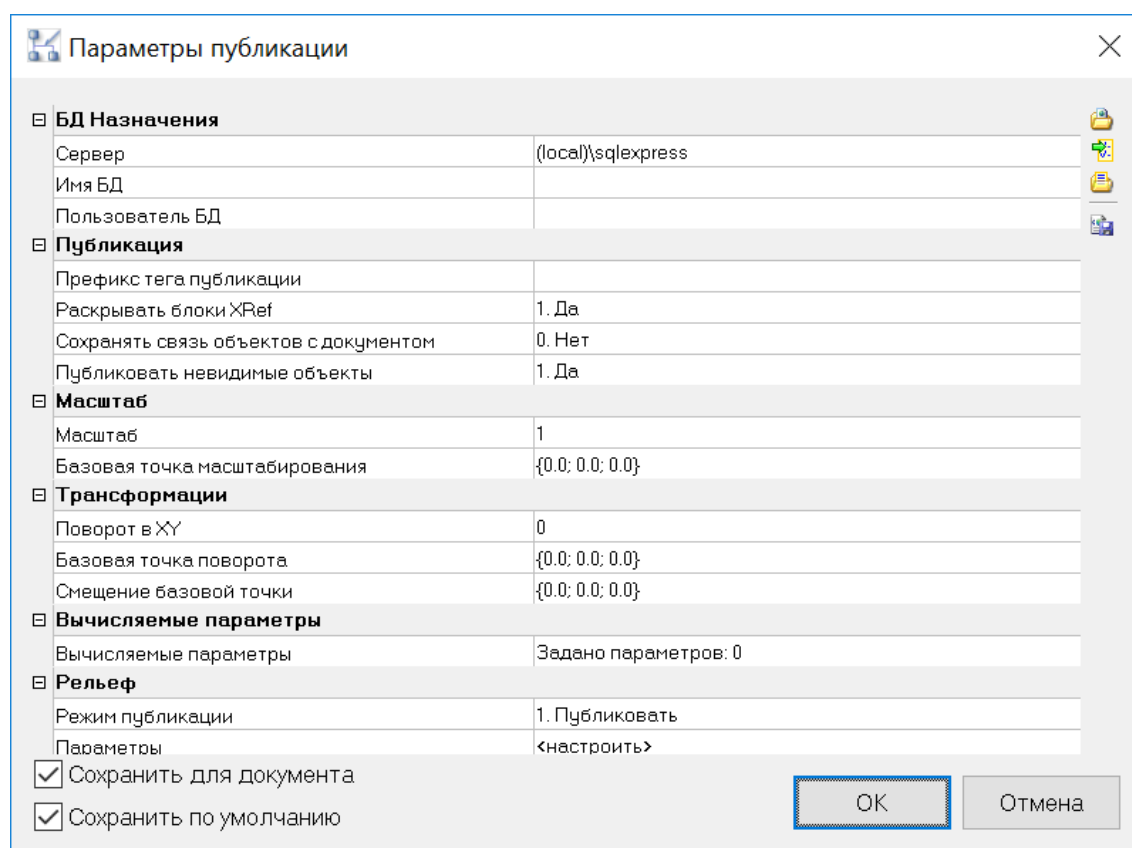 Параметры публикации
БД Назначения
Сервер (local)\sqlexpress
Имя БД
Пользователь БД
Публикация
Префикс тега публикации
Раскрывать блоки XRef 1. Да
Сохранять связь объектов с документом 0. Нет
Публиковать невидимые объекты 1. Да
Масштаб
Масштаб 1
Базовая точка масштабирования {0.0; 0.0; 0.0}
Трансформации
Поворот в XY 0
Базовая точка поворота {0.0; 0.0; 0.0}
Смещение базовой точки {0.0; 0.0; 0.0}
Вычисляемые параметры
Вычисляемые параметры Задано параметров: 0
Рельеф
Режим публикации 1. Публиковать
Параметры <настроить>
Сохранить для документа
Сохранить по умолчанию
ОК Отмена